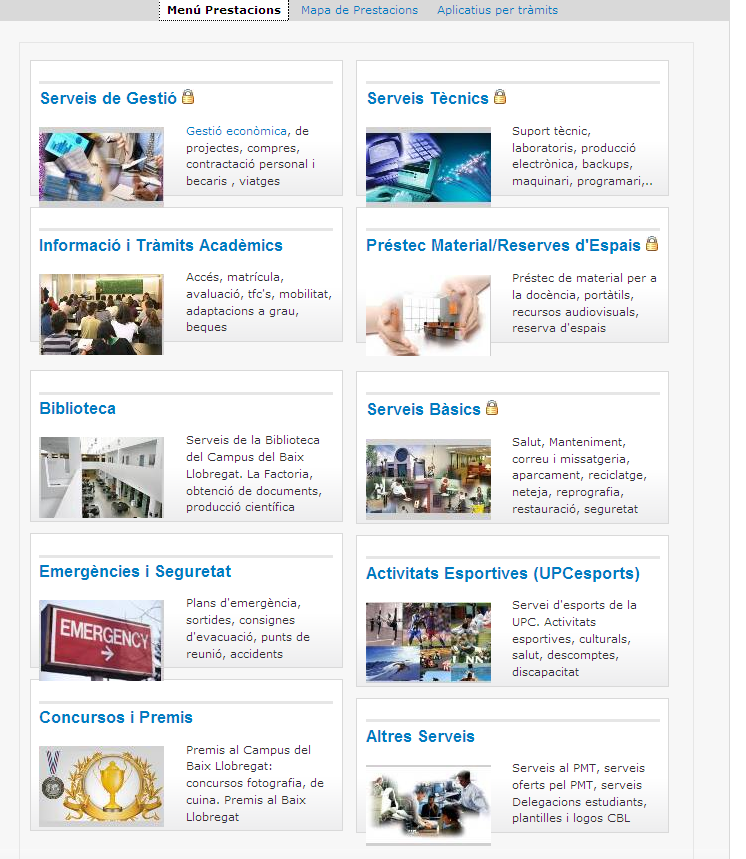 Menú Prestacions Mapa de Prestacions Aplicatius per tràmits
Serveis de Gestió
Gestió econòmica, de
projectes, compres,
contractació personal i
becaris , viatges
Serveis Tècnics
Suport tècnic,
laboratoris, producció
electrònica, backups,
maquinari, programari,..
Informació i Tràmits Acadèmics
Accés, matrícula,
avaluació, tfc's, mobilitat,
adaptacions a grau,
beques
Préstec Material/Reserves d'Espais
Préstec de material per a
la docència, portàtils,
recursos audiovisuals,
reserva d'espais
Biblioteca
Serveis de la Biblioteca
del Campus del Baix
Llobregat. La Factoria,
obtenció de documents,
producció científica
Serveis Bàsics
Salut, Manteniment,
correu i missatgeria,
aparcament, reciclatge,
neteja, reprografia,
restauració, seguretat
Emergències i Seguretat
EMERGENCY
Plans d'emergència,
sortides, consignes
d'evacuació, punts de
reunió, accidents
Activitats Esportives (UPCesports)
Servei d'esports de la
UPC. Activitats
esportives, culturals,
salut, descomptes,
discapacitat
Concursos i Premis
Premis al Campus del
Baix Llobregat:
concursos fotografia, de
cuina. Premis al Baix
Llobregat
Altres Serveis
Serveis al PMT, serveis
oferts pel PMT, serveis
Delegacions estudiants,
plantilles i logos CBL